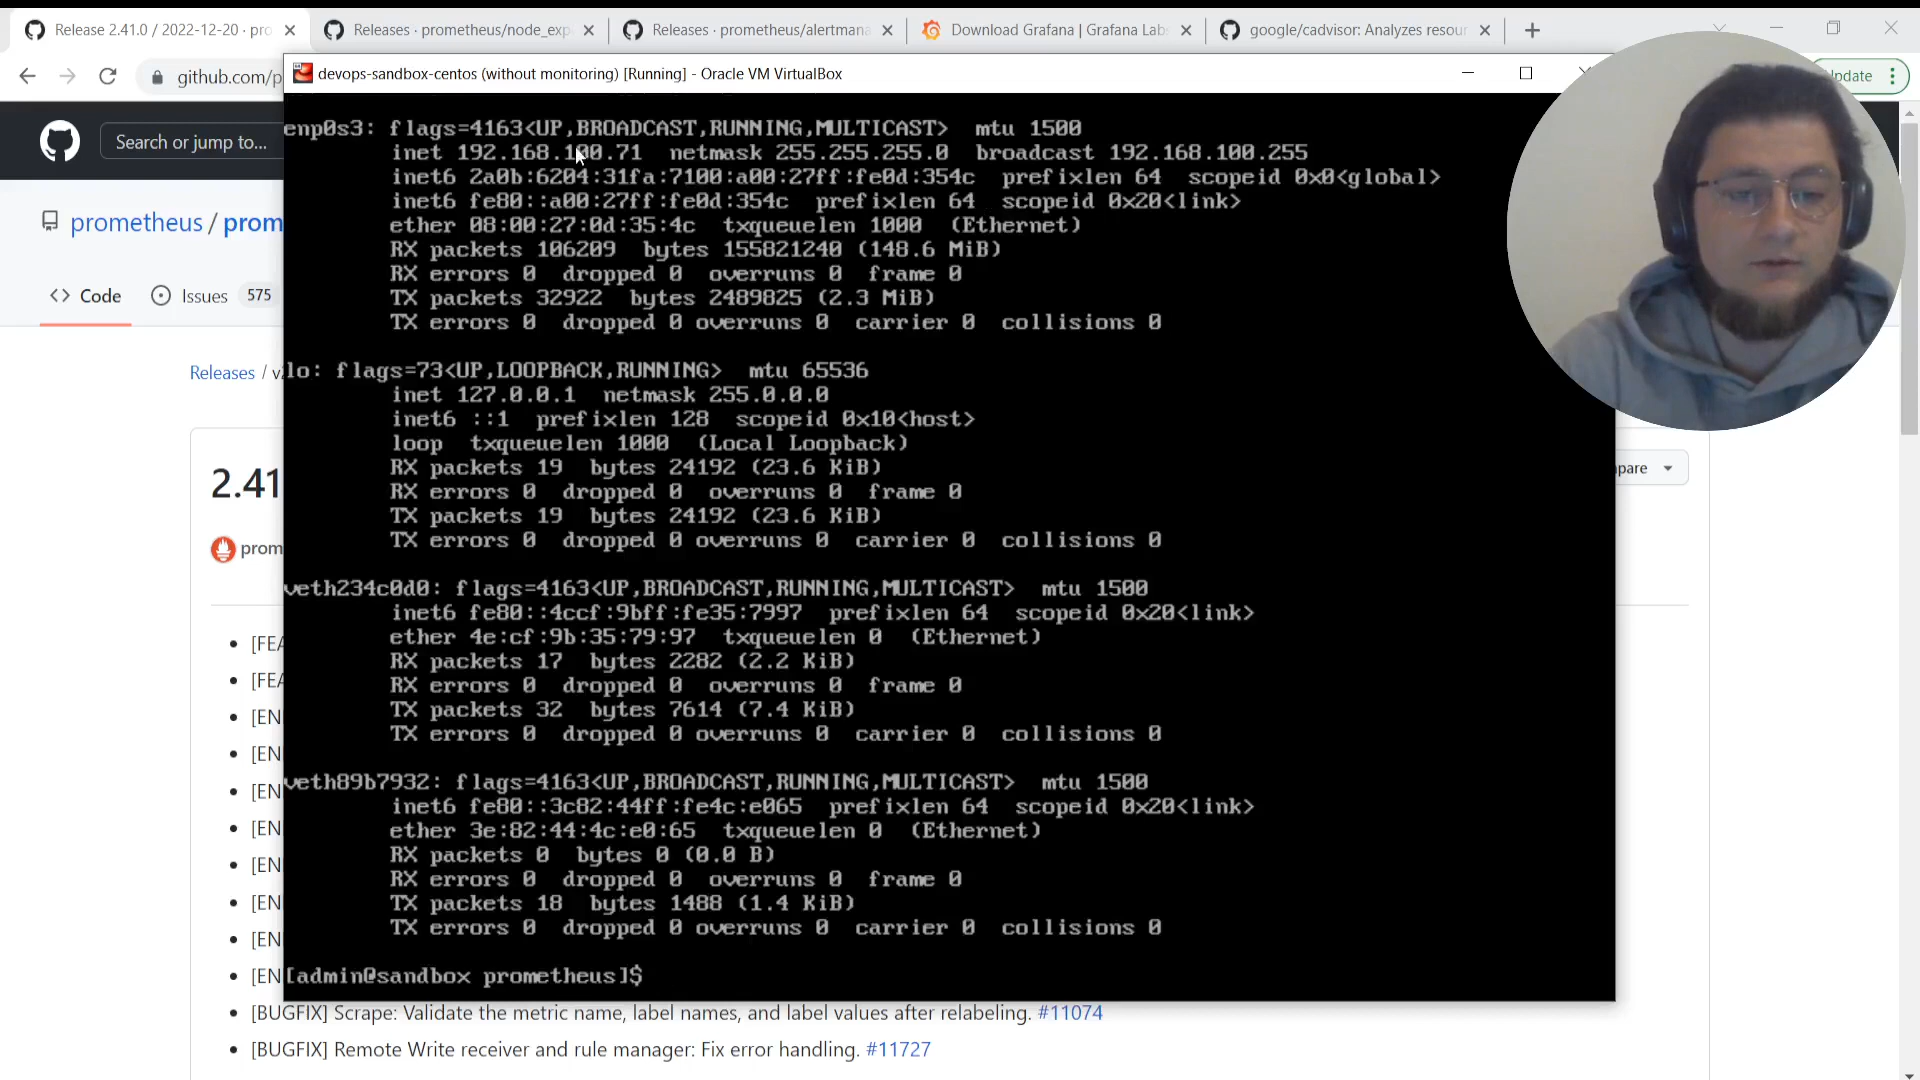 Release 2.41.0 / 2022-12-20 · pro
Releases · prometheus/node_exp
Releases · prometheus/alertmana
Download Grafana | Grafana Lab
google/cadvisor: Analyzes resour
github.com/p
pdate
devops-sandbox-centos (without monitoring) [Running] - Oracle VM VirtualBox
Search or jump to...
prometheus / prom
Code
Issues 575
Releases / v
2.41
pare
prom
[FEA
[FEA
[EN
[EN
[EN
[EN
[EN
[EN
[EN
[EN
enp0s3: flags=4163<UP,BROADCAST,RUNNING,MULTICAST>  mtu 1500
inet 192.168.100.71  netmask 255.255.255.0  broadcast 192.168.100.255
inet6 2a0b:6204:31fa:7100:a00:27ff:fe0d:354c  prefixlen 64  scopeid 0x0<global>
inet6 fe80::a00:27ff:fe0d:354c  prefixlen 64  scopeid 0x20<link>
ether 08:00:27:0d:35:4c  txqueuelen 1000  (Ethernet)
RX packets 106209  bytes 155821240 (148.6 MiB)
RX errors 0  dropped 0  overruns 0  frame 0
TX packets 32922  bytes 2489825 (2.3 MiB)
TX errors 0  dropped 0 overruns 0  carrier 0  collisions 0
lo: flags=73<UP,LOOPBACK,RUNNING>  mtu 65536
inet 127.0.0.1  netmask 255.0.0.0
inet6 ::1  prefixlen 128  scopeid 0x10<host>
loop  txqueuelen 1000  (Local Loopback)
RX packets 19  bytes 24192 (23.6 KiB)
RX errors 0  dropped 0  overruns 0  frame 0
TX packets 19  bytes 24192 (23.6 KiB)
TX errors 0  dropped 0 overruns 0  carrier 0  collisions 0
veth234c0d0: flags=4163<UP,BROADCAST,RUNNING,MULTICAST>  mtu 1500
inet6 fe80::4ccf:9bff:fe35:7997  prefixlen 64  scopeid 0x20<link>
ether 4e:cf:9b:35:79:97  txqueuelen 0  (Ethernet)
RX packets 17  bytes 2282 (2.2 KiB)
RX errors 0  dropped 0  overruns 0  frame 0
TX packets 32  bytes 7614 (7.4 KiB)
TX errors 0  dropped 0 overruns 0  carrier 0  collisions 0
veth89b7932: flags=4163<UP,BROADCAST,RUNNING,MULTICAST>  mtu 1500
inet6 fe80::3c82:44ff:fe4c:e065  prefixlen 64  scopeid 0x20<link>
ether 3e:82:44:4c:e0:65  txqueuelen 0  (Ethernet)
RX packets 0  bytes 0 (0.0 B)
RX errors 0  dropped 0  overruns 0  frame 0
TX packets 18  bytes 1488 (1.4 KiB)
TX errors 0  dropped 0 overruns 0  carrier 0  collisions 0
[admin@sandbox prometheus]$
[BUGFIX] Scrape: Validate the metric name, label names, and label values after relabeling. #11074
[BUGFIX] Remote Write receiver and rule manager: Fix error handling. #11727